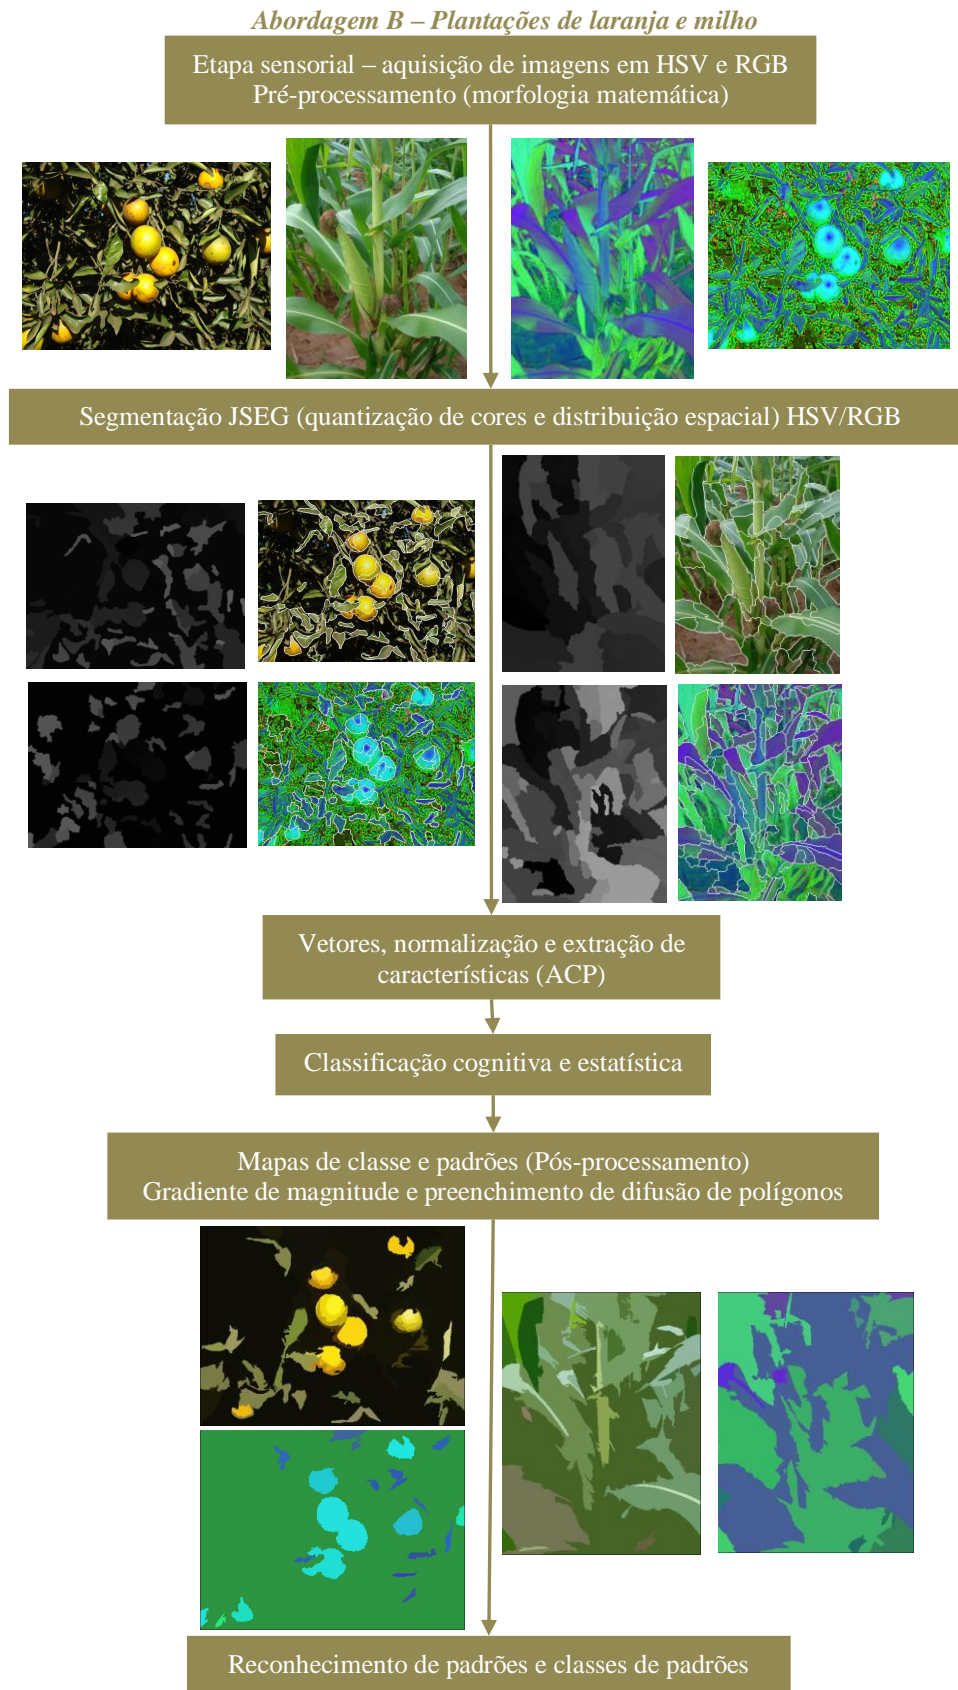 Abordagem B – Plantações de laranja e milho
Etapa sensorial – aquisição de imagens em HSV e RGB
Pré-processamento (morfologia matemática)
Segmentação JSEG (quantização de cores e distribuição espacial) HSV/RGB
Vetores, normalização e extração de
características (ACP)
Classificação cognitiva e estatística
Mapas de classe e padrões (Pós-processamento)
Gradiente de magnitude e preenchimento de difusão de polígonos
Reconhecimento de padrões e classes de padrões